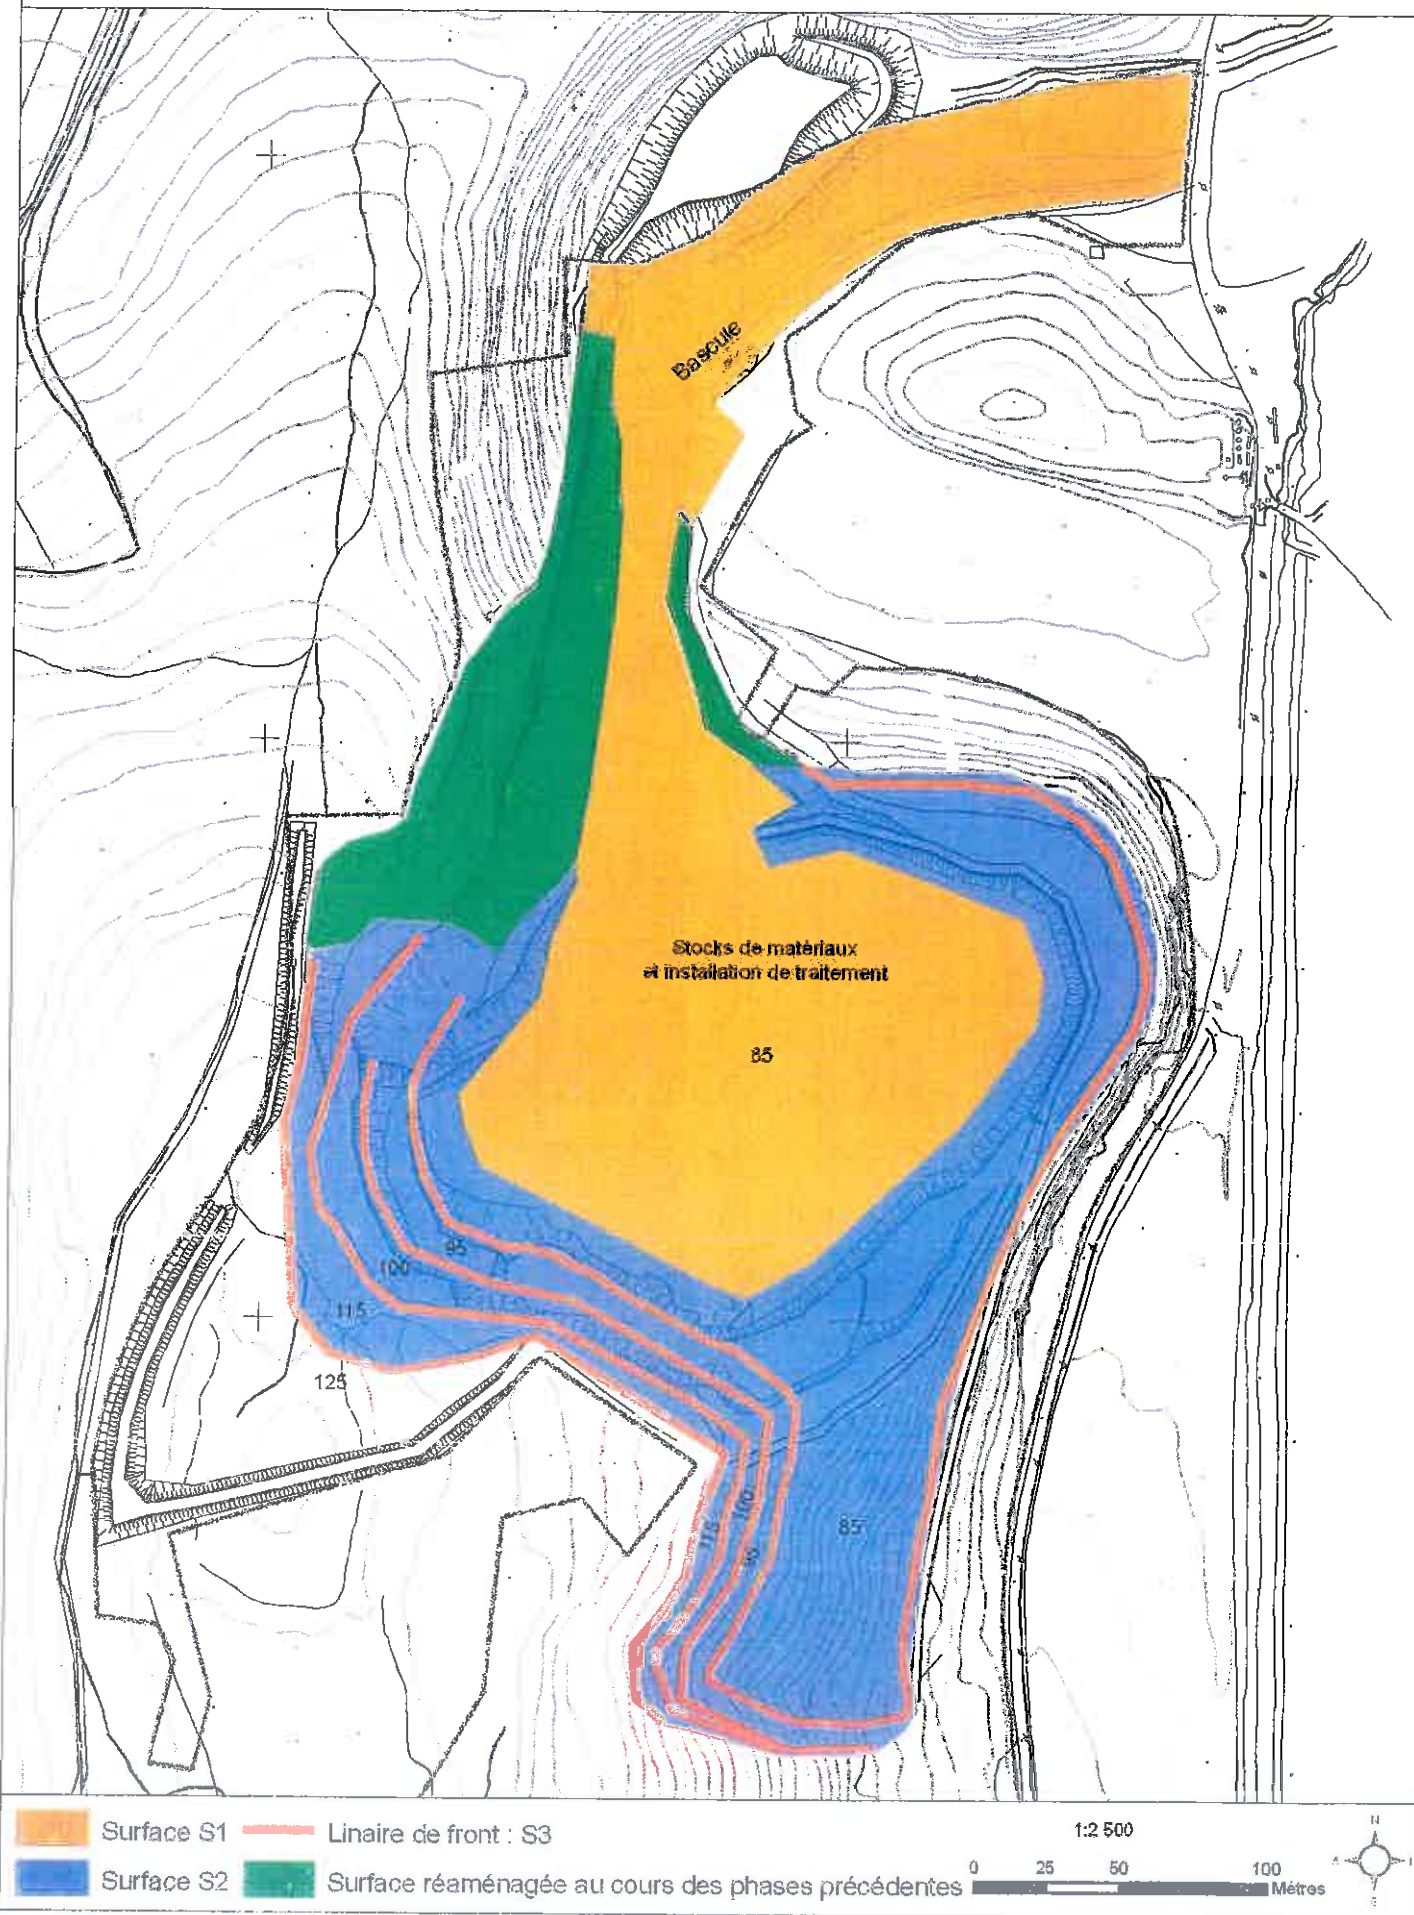 Bascule
Stocks de matériaux
et installation de traitement
85
95
100
115
125
100
115
90
85
Surface S1
Linaire de front : S3
1:2 500
N
Surface S2
Surface réaménagée au cours des phases précédentes
0 25 50 100
Mètres